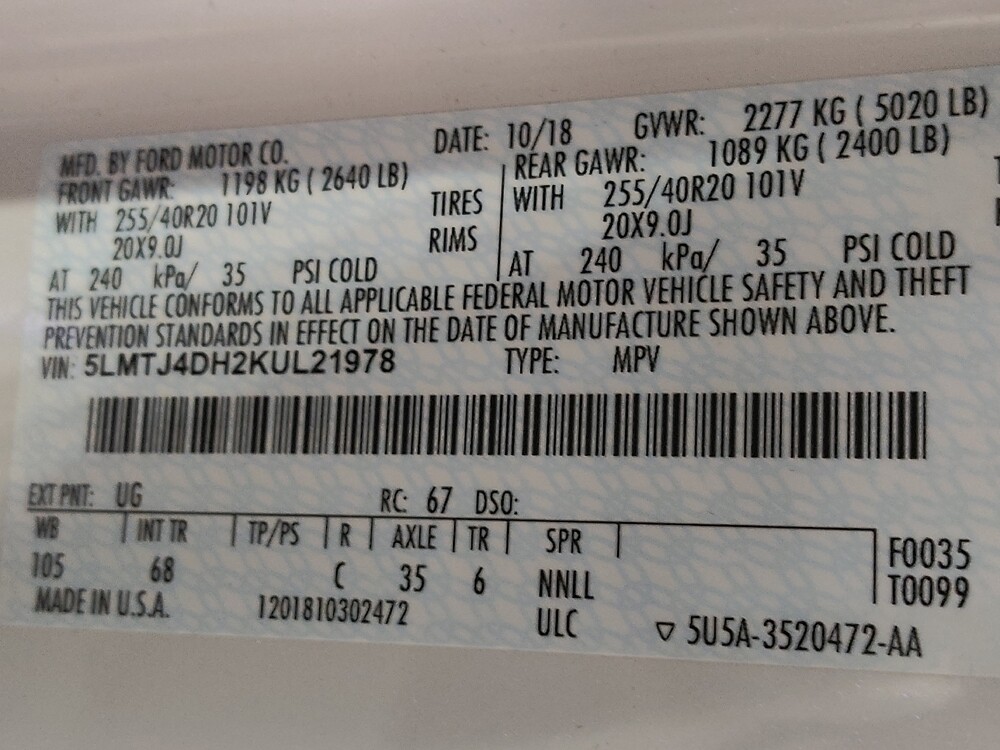 MFD. BY FORD MOTOR CO. DATE: 10/18 GVWR: 2277 KG ( 5020 LB)
FRONT GAWR: 1198 KG ( 2640 LB) REAR GAWR: 1089 KG ( 2400 LB)
WITH 255/40R20 101V TIRES WITH 255/40R20 101V
20X9.0J RIMS 20X9.0J
AT 240 kPa/ 35 PSI COLD AT 240 kPa/ 35 PSI COLD
THIS VEHICLE CONFORMS TO ALL APPLICABLE FEDERAL MOTOR VEHICLE SAFETY AND THEFT
PREVENTION STANDARDS IN EFFECT ON THE DATE OF MANUFACTURE SHOWN ABOVE.
VIN: 5LMTJ4DH2KUL21978 TYPE: MPV
EXT PNT: UG RC: 67 DSO:
WB INT TR TP/PS R AXLE TR SPR F0035
105 68 C 35 6 NNLL T0099
MADE IN U.S.A. 1201810302472 ULC ▽ 5U5A-3520472-AA